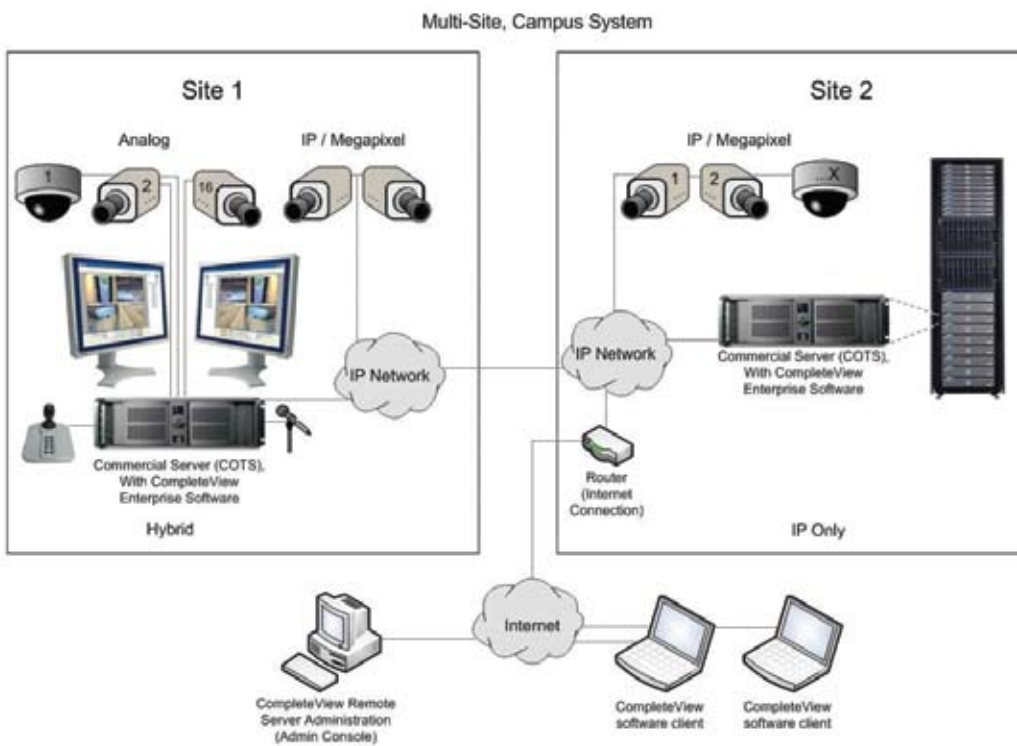 Multi-Site, Campus System
Site 1
Analog
IP / Megapixel
1
2
16
IP Network
Commercial Server (COTS),
With CompleteView
Enterprise Software
Hybrid
Site 2
IP / Megapixel
1
2
...X
IP Network
Commercial Server (COTS),
With CompleteView
Enterprise Software
Router
(Internet
Connection)
IP Only
Internet
CompleteView Remote
Server Administration
(Admin Console)
CompleteView
software client
CompleteView
software client